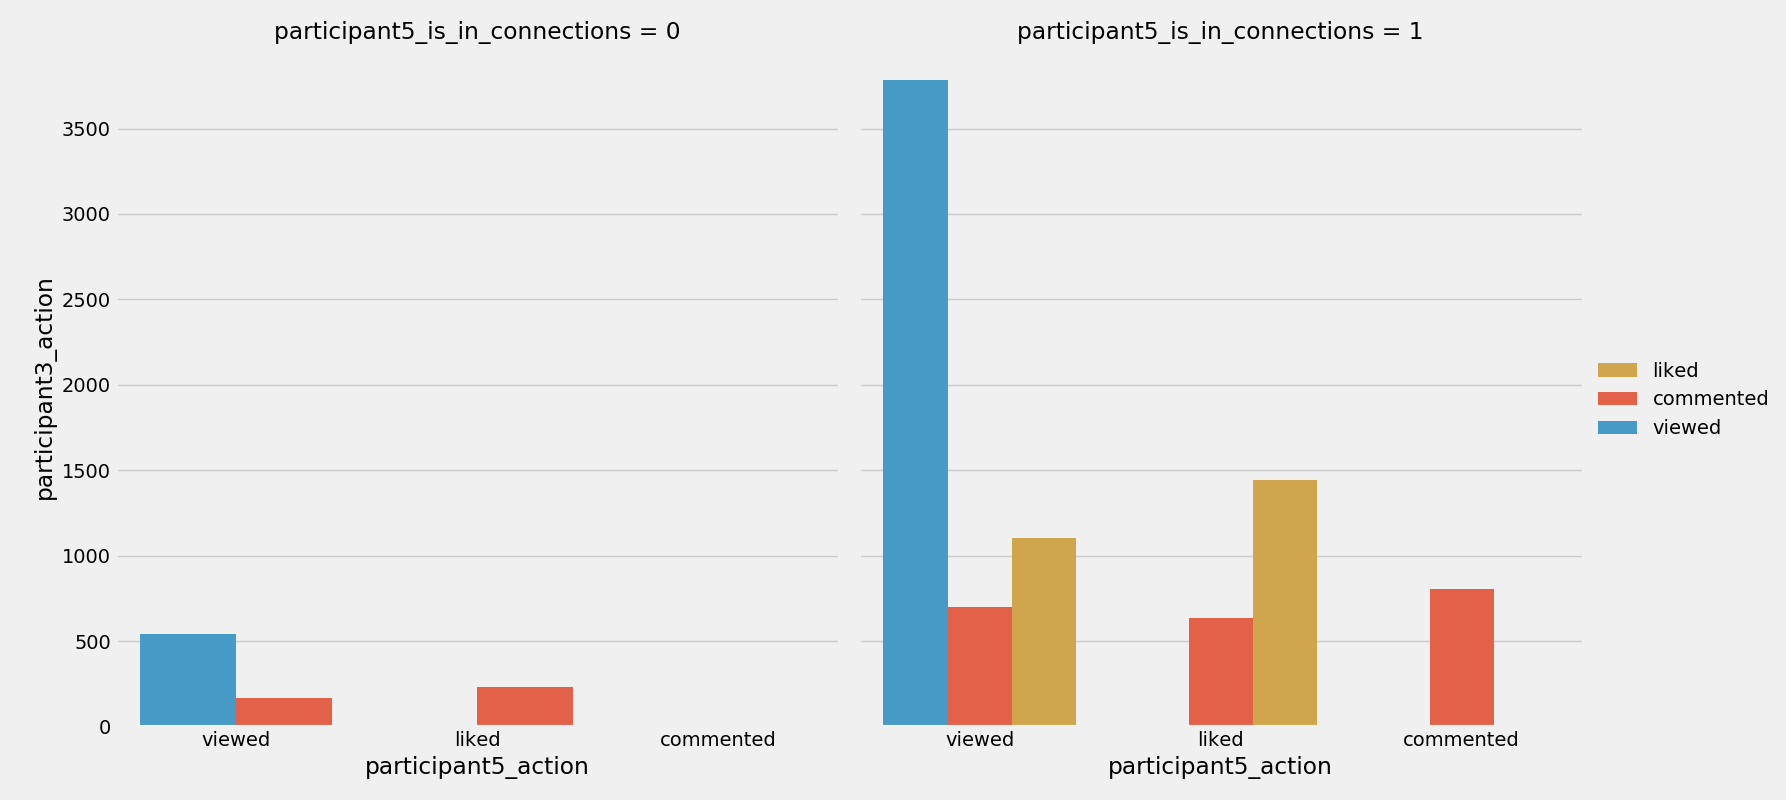 participant5_is_in_connections = 0
participant5_is_in_connections = 1
3500
3000
2500
2000
1500
1000
500
0
participant3_action
viewed
liked
commented
participant5_action
viewed
liked
commented
participant5_action
liked
commented
viewed